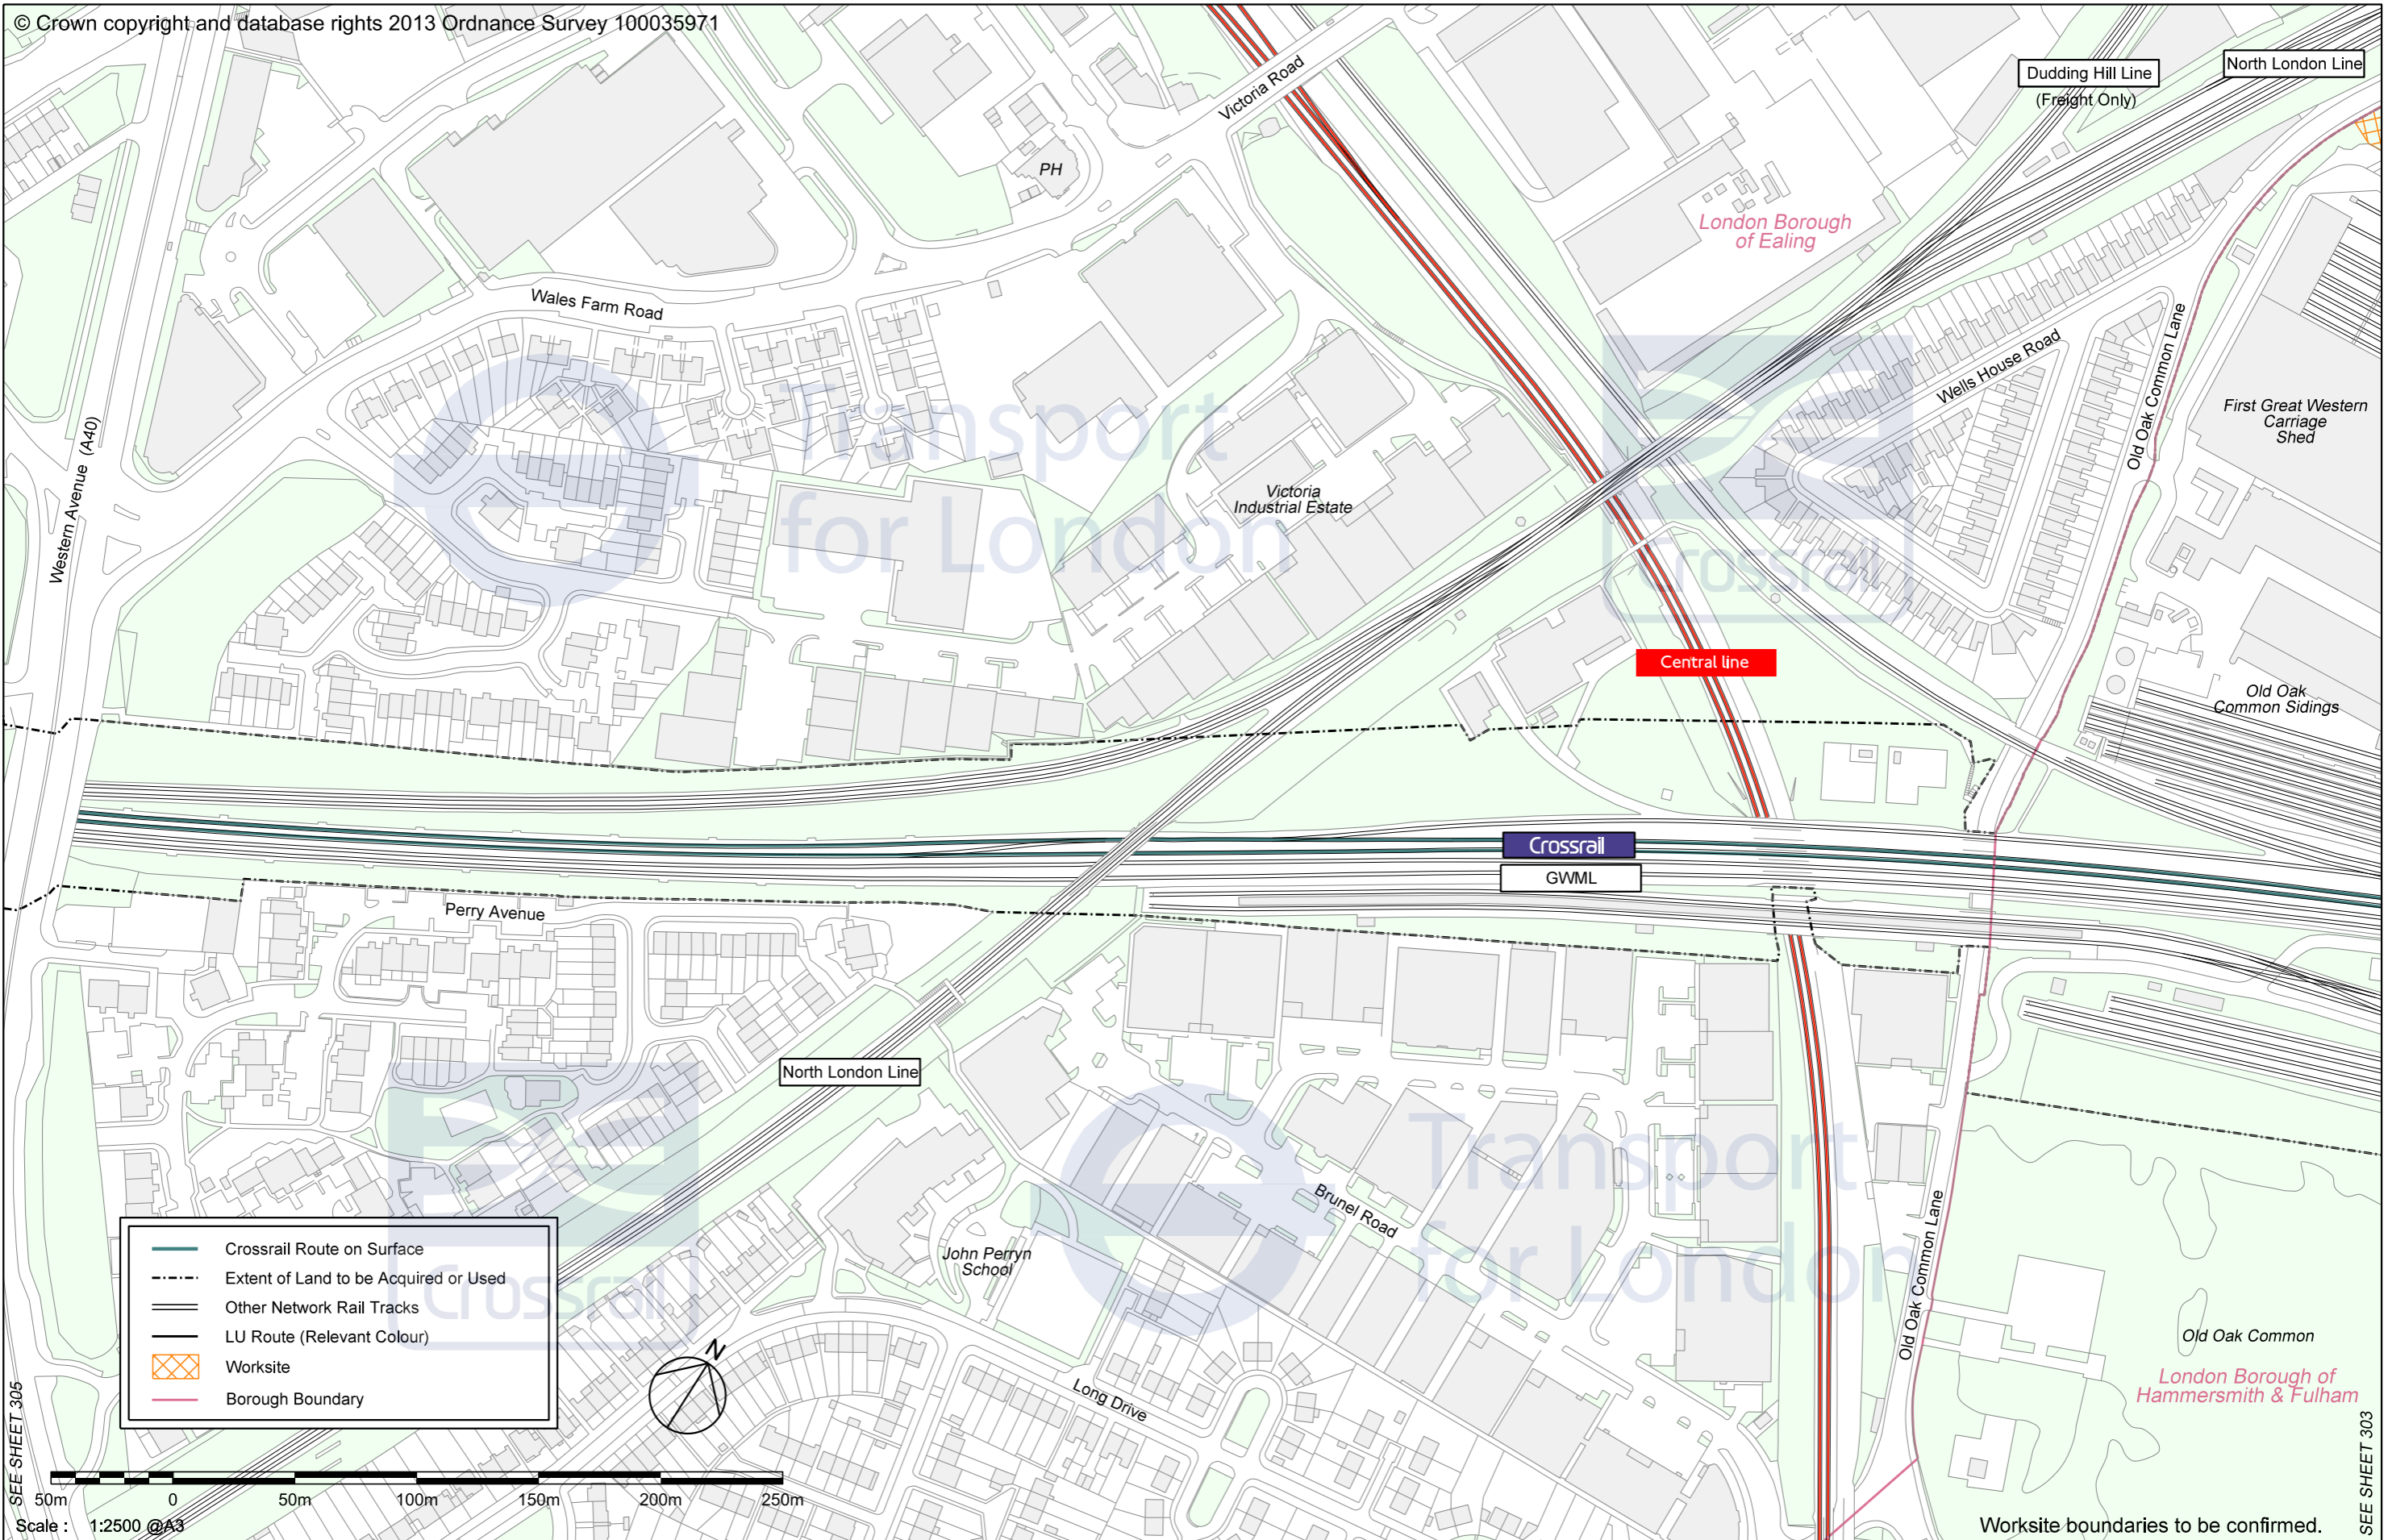 © Crown copyright and database rights 2013 Ordnance Survey 100035971
Victoria Road
Dudding Hill Line
(Freight Only)
North London Line
PH
London Borough
of Ealing
Wales Farm Road
Wells House Road
Old Oak Common Lane
First Great Western
Carriage
Shed
Western Avenue (A40)
Transport
for London
Crossrail
Victoria
Industrial Estate
Central line
Old Oak
Common Sidings
Crossrail
GWML
Perry Avenue
North London Line
Crossrail
Transport
for London
Brunel Road
John Perryn
School
Old Oak Common Lane
Old Oak Common
London Borough of
Hammersmith & Fulham
Long Drive
Crossrail Route on Surface
Extent of Land to be Acquired or Used
Other Network Rail Tracks
LU Route (Relevant Colour)
Worksite
Borough Boundary
N
SEE SHEET 305
SEE SHEET 303
50m 0 50m 100m 150m 200m 250m
Scale : 1:2500 @A3
Worksite boundaries to be confirmed.